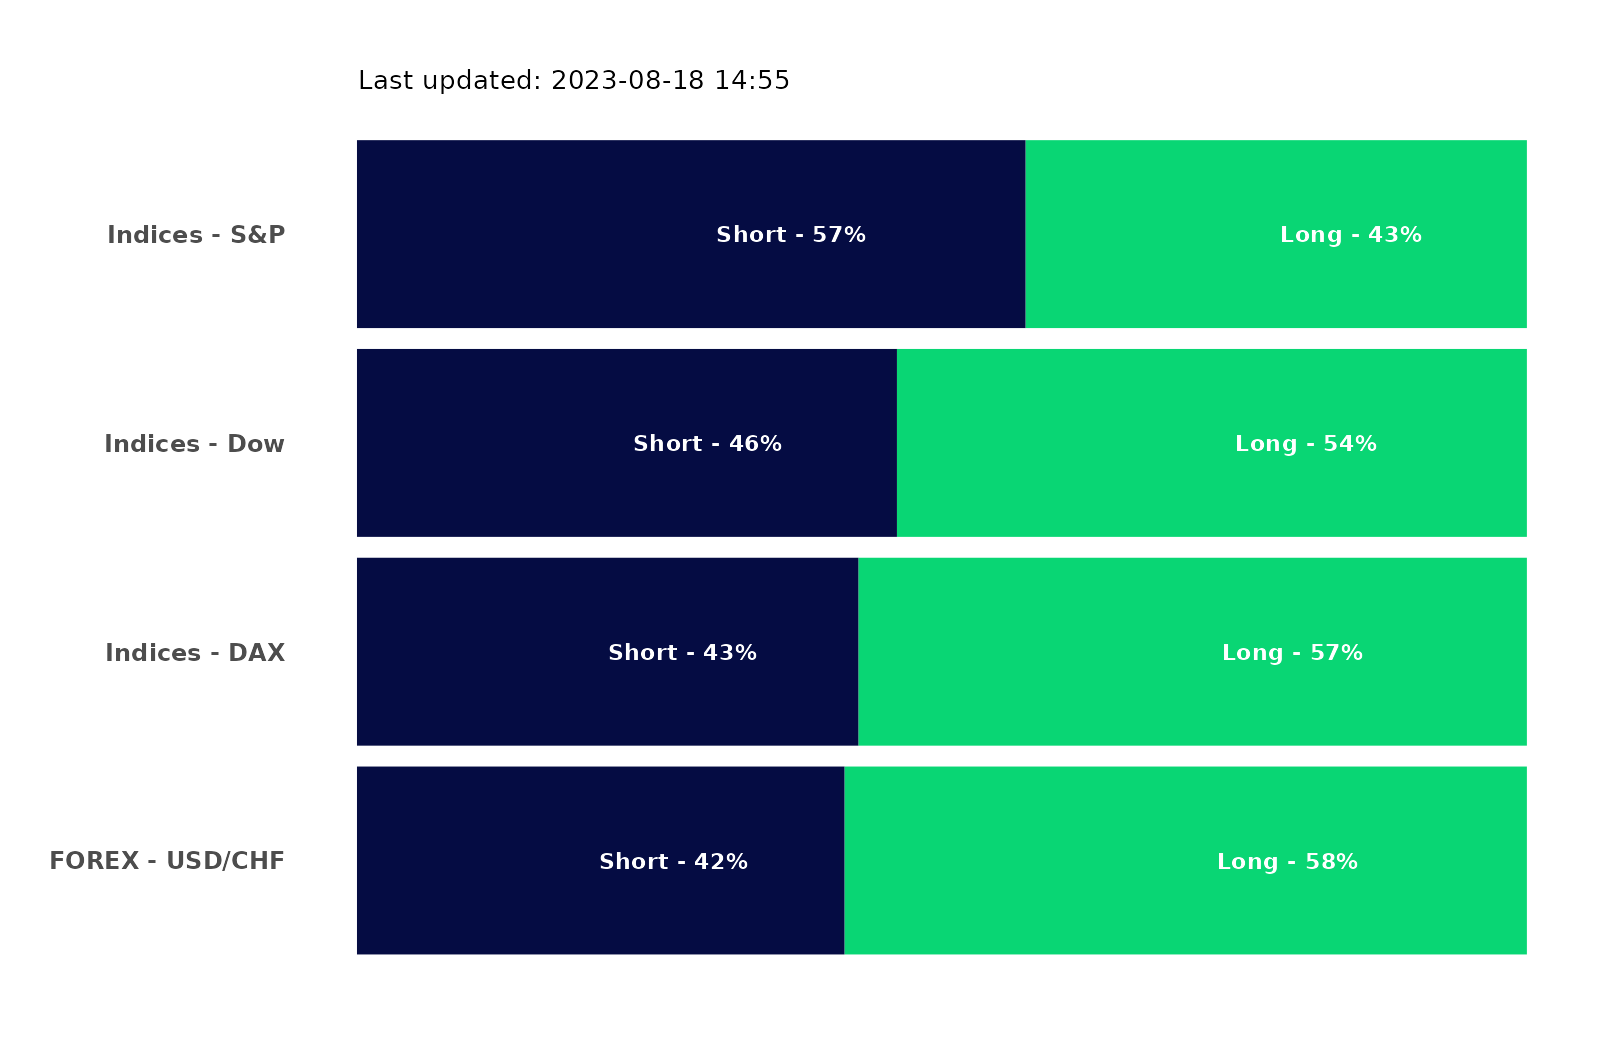 Last updated: 2023-08-18 14:55
Indices - S&P
Short - 57%
Long - 43%
Indices - Dow
Short - 46%
Long - 54%
Indices - DAX
Short - 43%
Long - 57%
FOREX - USD/CHF
Short - 42%
Long - 58%